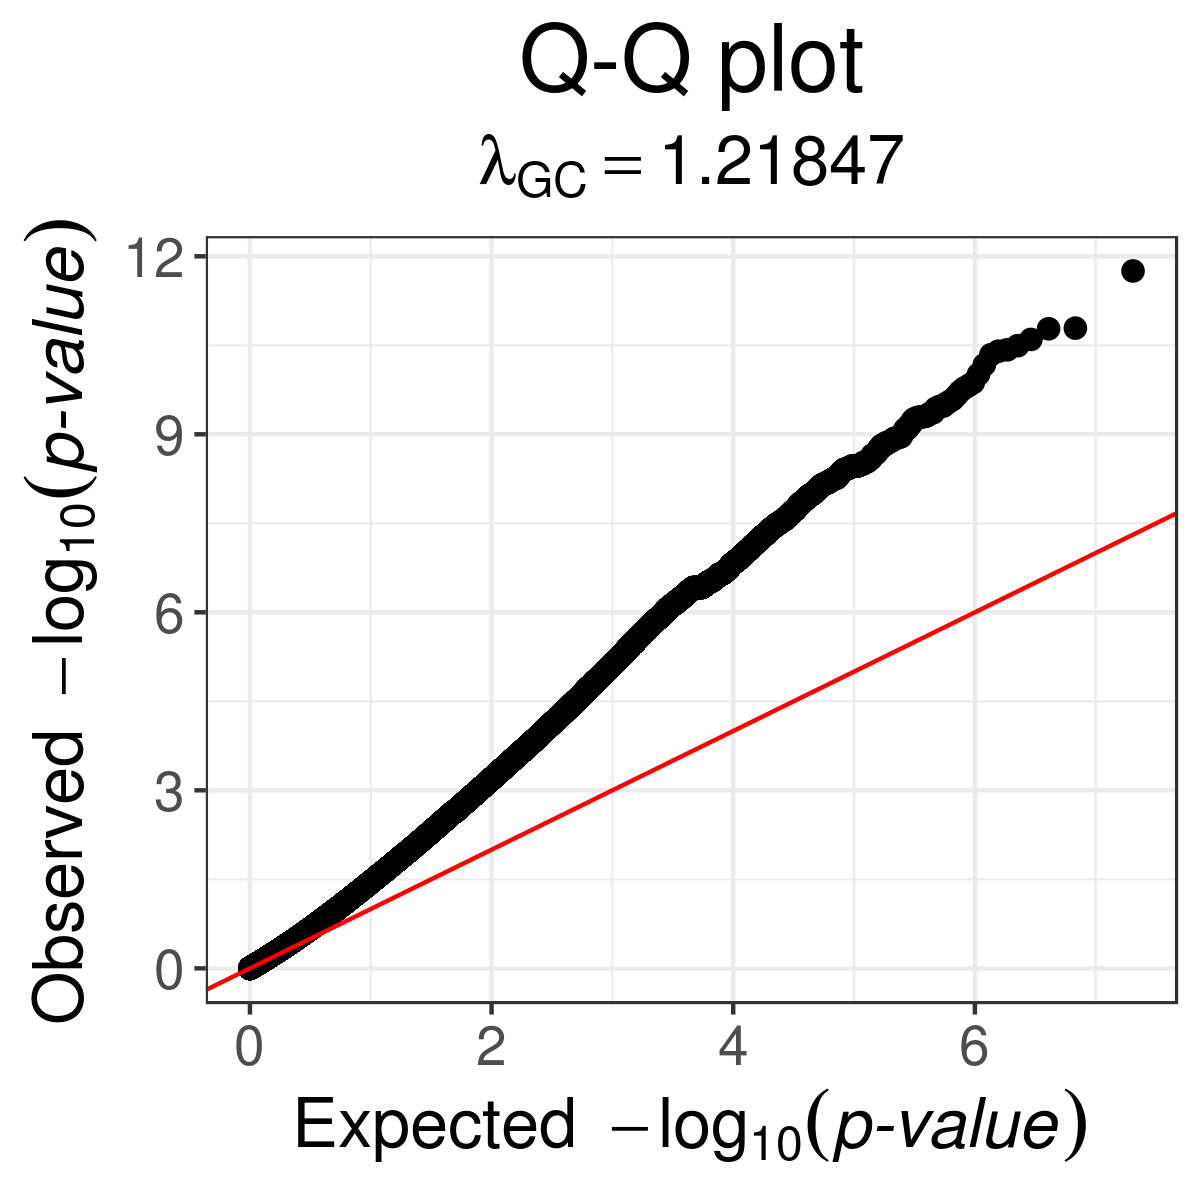 Q-Q plot
λGC = 1.21847
Observed −log10(p-value)
12
9
6
3
0
0 2 4 6
Expected −log10(p-value)